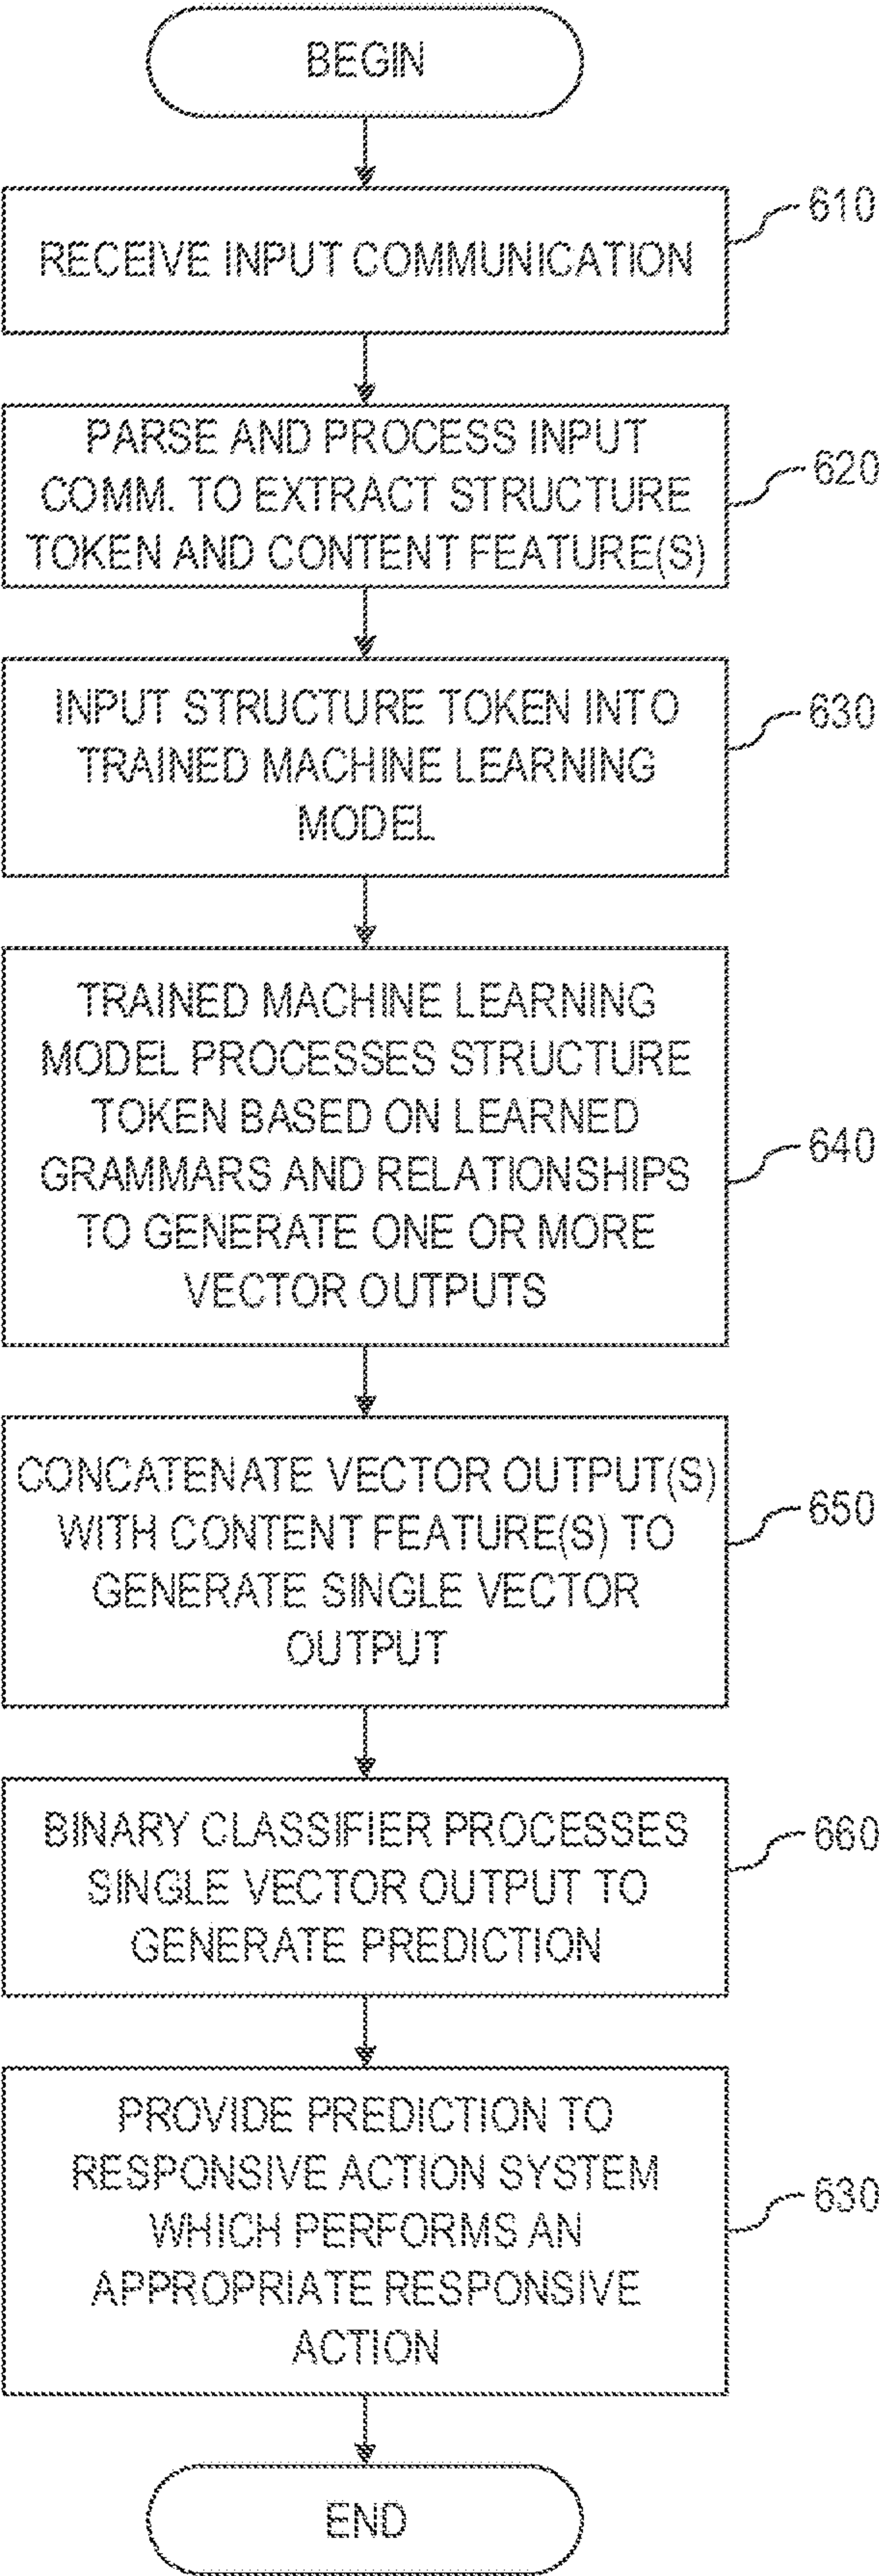 BEGIN
RECEIVE INPUT COMMUNICATION
610
PARSE AND PROCESS INPUT
COMM. TO EXTRACT STRUCTURE
TOKEN AND CONTENT FEATURE(S)
620
INPUT STRUCTURE TOKEN INTO
TRAINED MACHINE LEARNING
MODEL
630
TRAINED MACHINE LEARNING
MODEL PROCESSES STRUCTURE
TOKEN BASED ON LEARNED
GRAMMARS AND RELATIONSHIPS
TO GENERATE ONE OR MORE
VECTOR OUTPUTS
640
CONCATENATE VECTOR OUTPUT(S)
WITH CONTENT FEATURE(S) TO
GENERATE SINGLE VECTOR
OUTPUT
650
BINARY CLASSIFIER PROCESSES
SINGLE VECTOR OUTPUT TO
GENERATE PREDICTION
660
PROVIDE PREDICTION TO
RESPONSIVE ACTION SYSTEM
WHICH PERFORMS AN
APPROPRIATE RESPONSIVE
ACTION
630
END